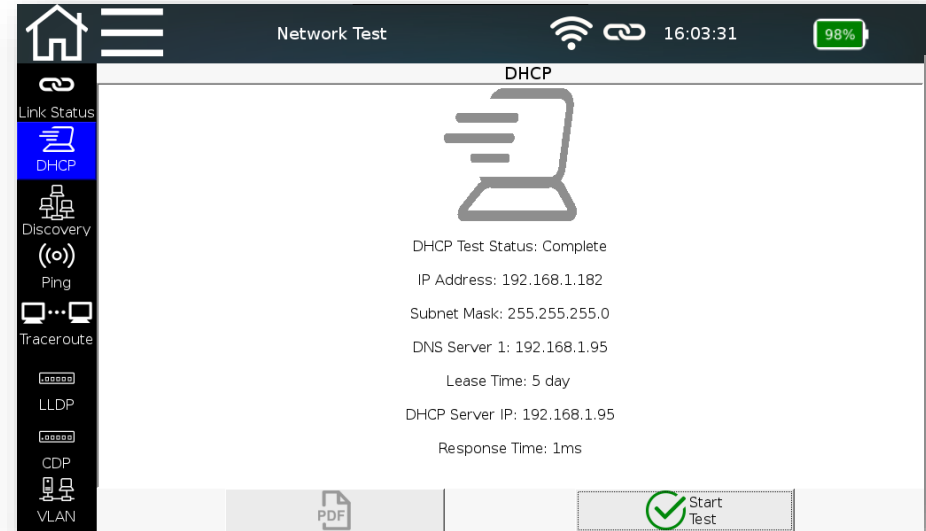 Network Test
16:03:31
98%
DHCP
Link Status
DHCP
Discovery
Ping
Traceroute
LLDP
CDP
VLAN
DHCP Test Status: Complete
IP Address: 192.168.1.182
Subnet Mask: 255.255.255.0
DNS Server 1: 192.168.1.95
Lease Time: 5 day
DHCP Server IP: 192.168.1.95
Response Time: 1ms
PDF
Start
Test